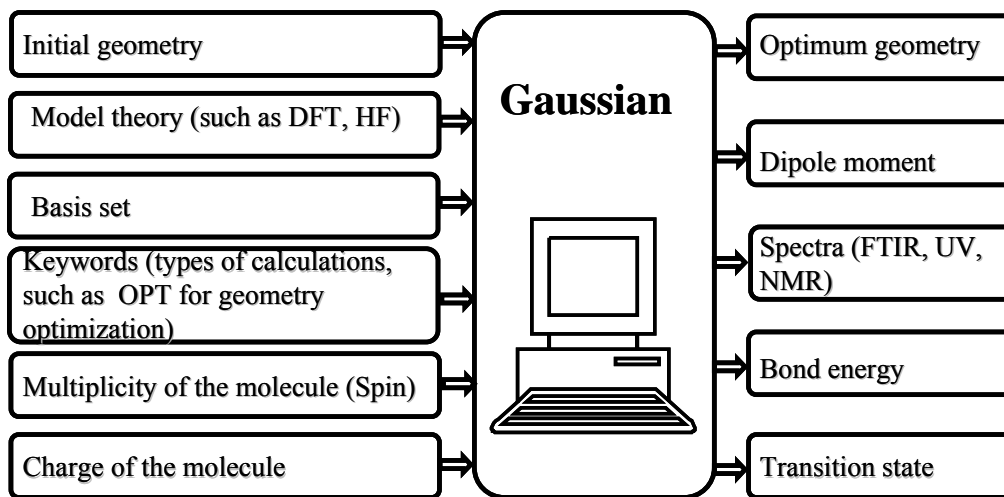 Initial geometry
Model theory (such as DFT, HF)
Basis set
Keywords (types of calculations,
such as OPT for geometry
optimization)
Multiplicity of the molecule (Spin)
Charge of the molecule
Gaussian
Optimum geometry
Dipole moment
Spectra (FTIR, UV,
NMR)
Bond energy
Transition state